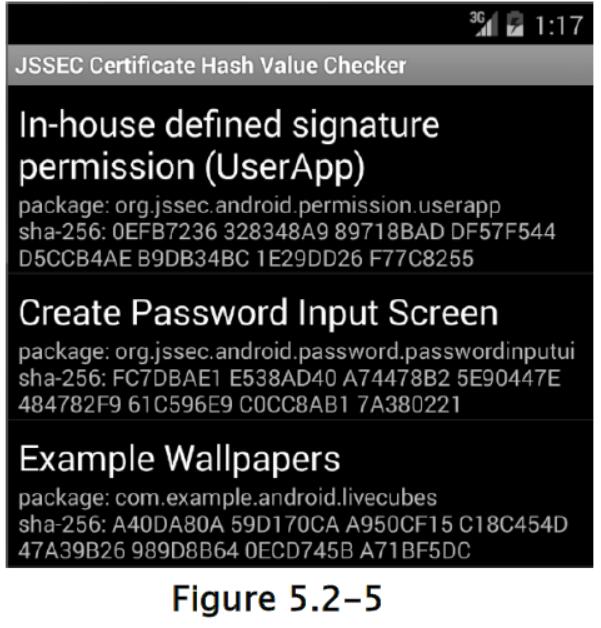 3G 1:17
JSSEC Certificate Hash Value Checker
In-house defined signature
permission (UserApp)
package: org.jssec.android.permission.userapp
sha-256: 0EFB7236 328348A9 89718BAD DF57F544
D5CCB4AE B9DB34BC 1E29DD26 F77C8255
Create Password Input Screen
package: org.jssec.android.password.passwordinputui
sha-256: FC7DBAE1 E538AD40 A74478B2 5E90447E
484782F9 61C596E9 C0CC8AB1 7A380221
Example Wallpapers
package: com.example.android.livecubes
sha-256: A40DA80A 59D170CA A950CF15 C18C454D
47A39B26 989D8B64 0ECD745B A71BF5DC
Figure 5.2-5